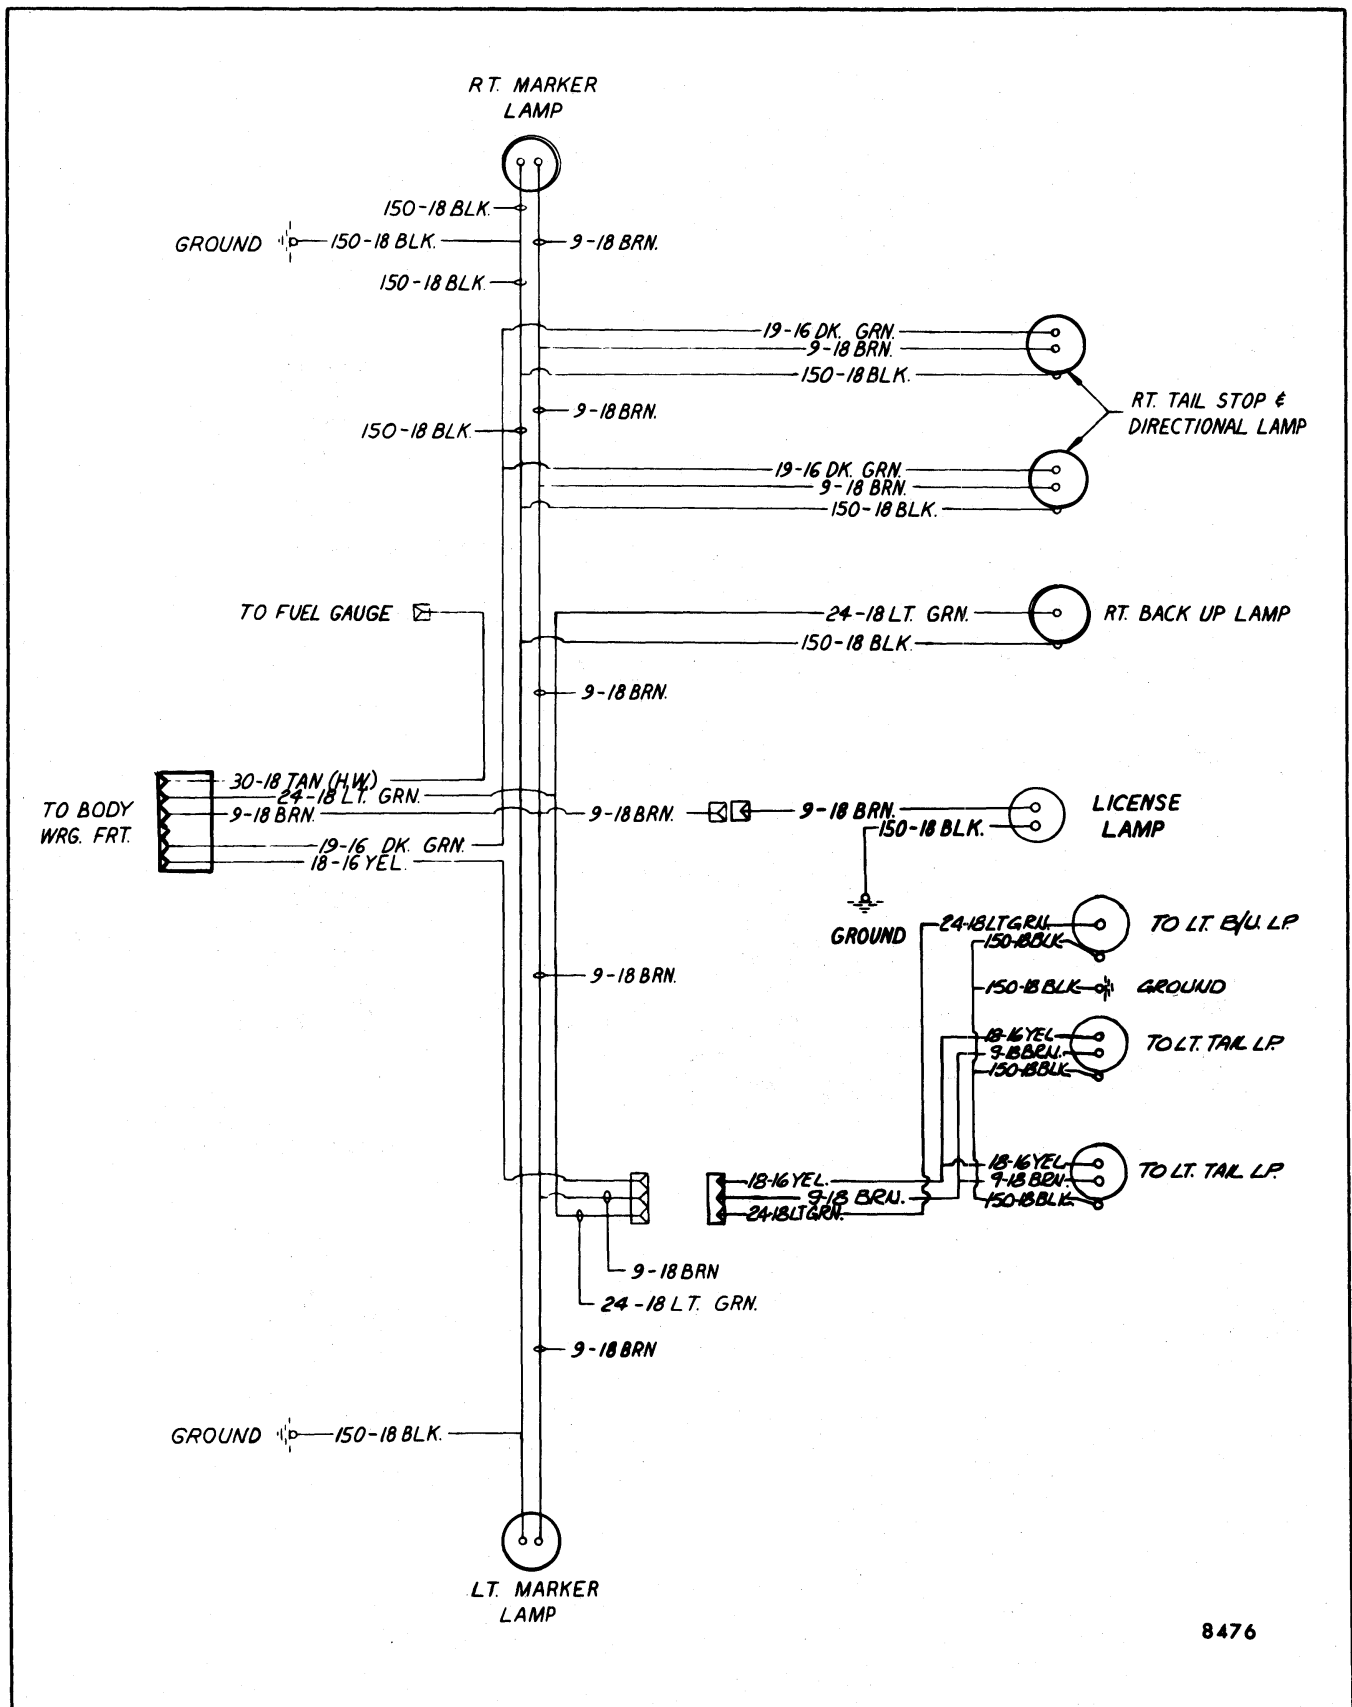 RT. MARKER
LAMP
150-18 BLK.
GROUND
150-18 BLK.
9-18 BRN.
150-18 BLK.
19-16 DK. GRN.
9-18 BRN.
150-18 BLK.
RT. TAIL STOP &
DIRECTIONAL LAMP
9-18 BRN.
150-18 BLK.
19-16 DK. GRN.
9-18 BRN.
150-18 BLK.
TO FUEL GAUGE
24-18 LT. GRN.
RT. BACK UP LAMP
150-18 BLK.
9-18 BRN.
TO BODY
WRG. FRT.
30-18 TAN (H.W.)
24-18 LT. GRN.
9-18 BRN.
19-16 DK. GRN.
18-16 YEL.
9-18 BRN.
9-18 BRN.
150-18 BLK.
LICENSE
LAMP
GROUND
24-18 LT GRN.
150-18 BLK
TO LT. B/U. LP.
9-18 BRN.
150-18 BLK
GROUND
18-16 YEL
9-18 BRN.
150-18 BLK
TO LT. TAIL LP.
18-16 YEL
9-18 BRN.
150-18 BLK
TO LT. TAIL LP.
18-16 YEL.
9-18 BRN.
24-18 LT GRN.
9-18 BRN
24-18 LT. GRN.
9-18 BRN
GROUND
150-18 BLK.
LT. MARKER
LAMP
8476